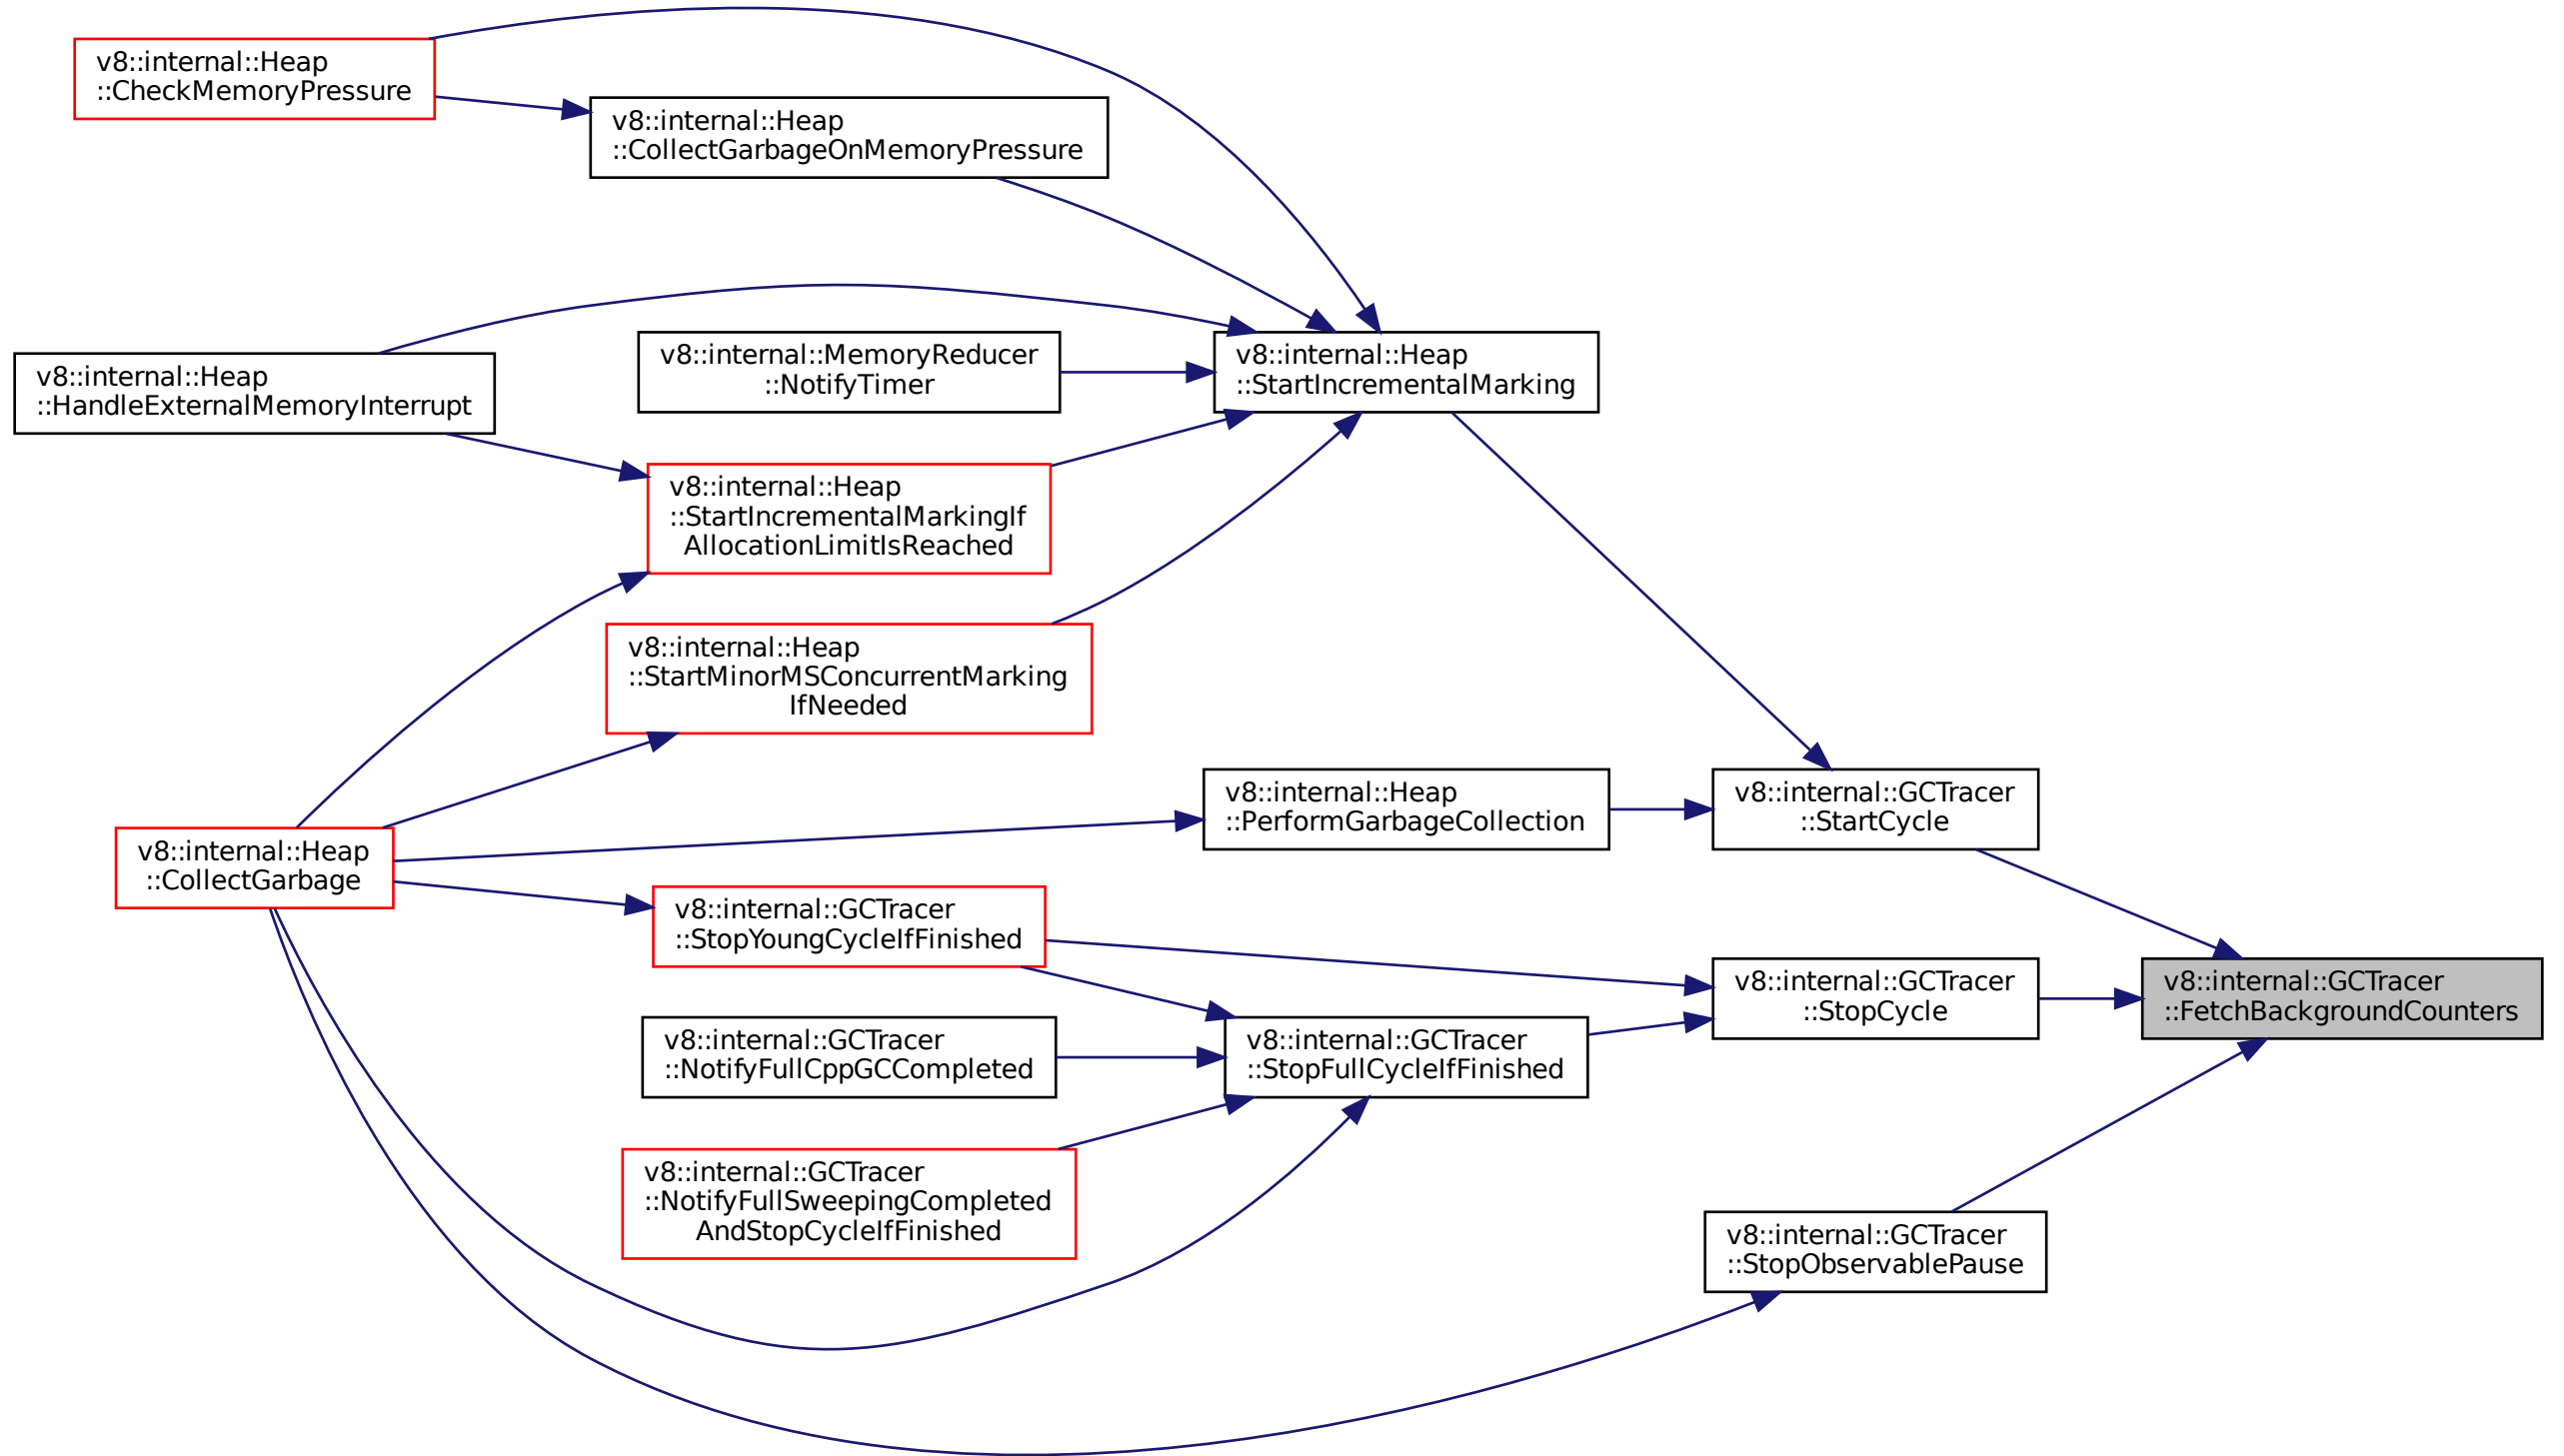 v8::internal::Heap
::CheckMemoryPressure
v8::internal::Heap
::CollectGarbageOnMemoryPressure
v8::internal::Heap
::HandleExternalMemoryInterrupt
v8::internal::MemoryReducer
::NotifyTimer
v8::internal::Heap
::StartIncrementalMarking
v8::internal::Heap
::StartIncrementalMarkingIf
AllocationLimitIsReached
v8::internal::Heap
::StartMinorMSConcurrentMarking
IfNeeded
v8::internal::Heap
::PerformGarbageCollection
v8::internal::GCTracer
::StartCycle
v8::internal::Heap
::CollectGarbage
v8::internal::GCTracer
::StopYoungCycleIfFinished
v8::internal::GCTracer
::StopCycle
v8::internal::GCTracer
::FetchBackgroundCounters
v8::internal::GCTracer
::NotifyFullCppGCCompleted
v8::internal::GCTracer
::StopFullCycleIfFinished
v8::internal::GCTracer
::NotifyFullSweepingCompleted
AndStopCycleIfFinished
v8::internal::GCTracer
::StopObservablePause